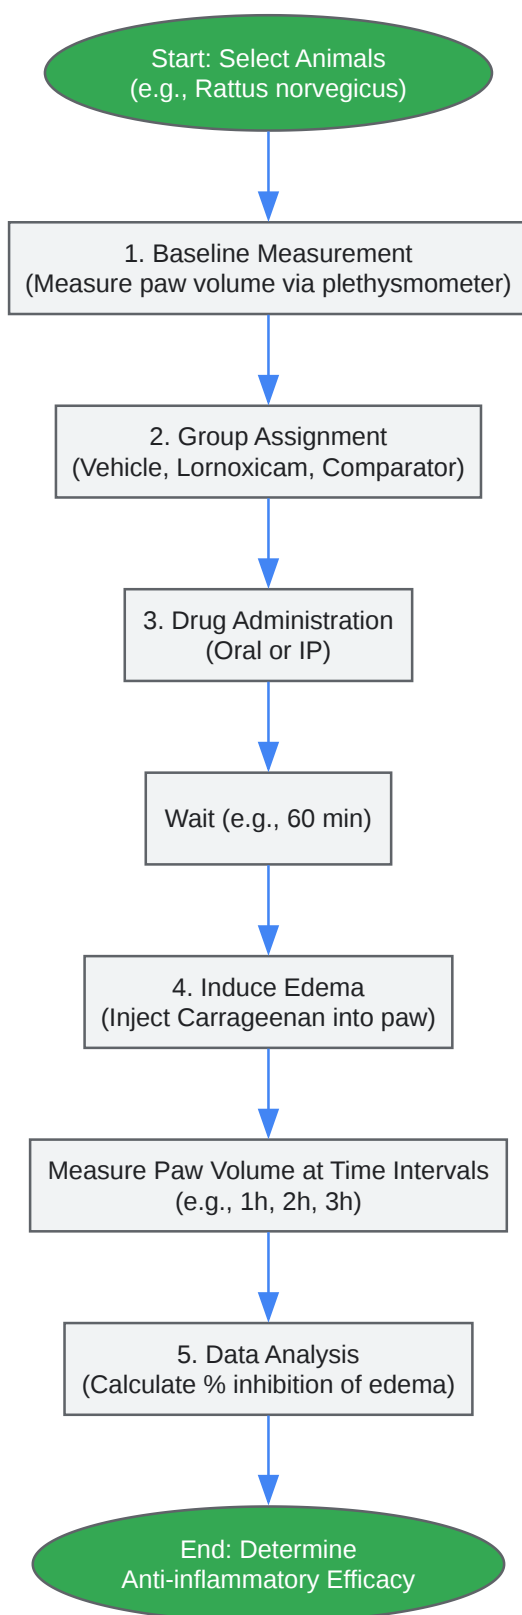 Start: Select Animals
(e.g., Rattus norvegicus)
1. Baseline Measurement
(Measure paw volume via plethysmometer)
2. Group Assignment
(Vehicle, Lornoxicam, Comparator)
3. Drug Administration
(Oral or IP)
Wait (e.g., 60 min)
4. Induce Edema
(Inject Carrageenan into paw)
Measure Paw Volume at Time Intervals
(e.g., 1h, 2h, 3h)
5. Data Analysis
(Calculate % inhibition of edema)
End: Determine
Anti-inflammatory Efficacy